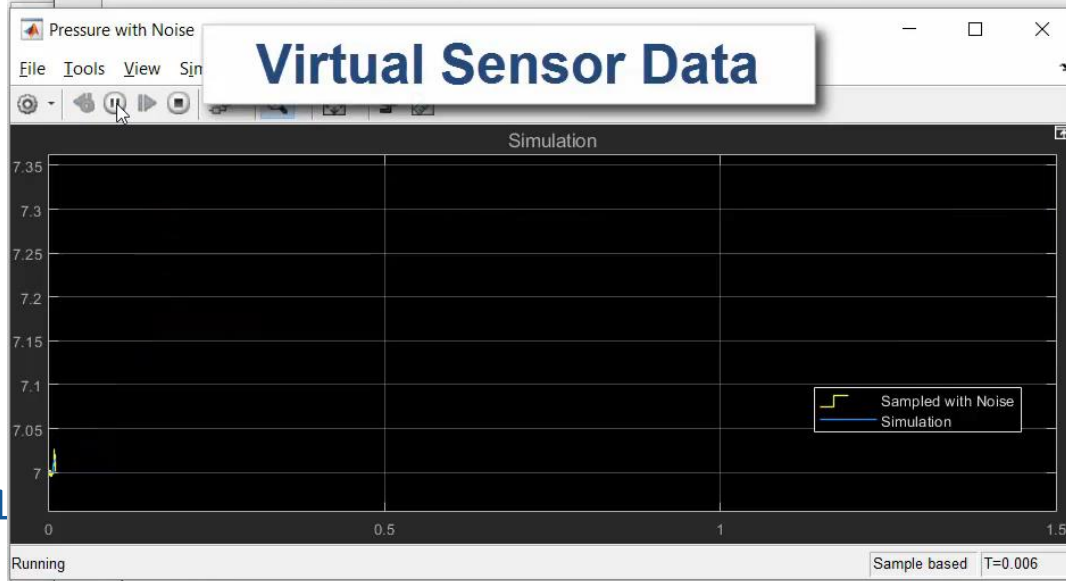 Pressure with Noise
Virtual Sensor Data
File Tools View Sim
Simulation
7.35
7.3
7.25
7.2
7.15
7.1
7.05
7
Sampled with Noise
Simulation
0 0.5 1 1.5
Running Sample based T=0.006